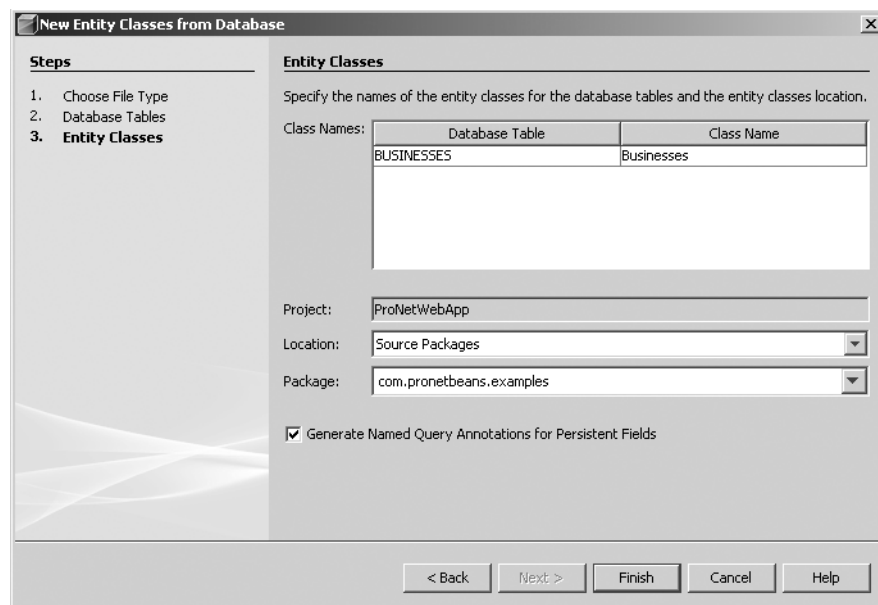 New Entity Classes from Database
Steps
1. Choose File Type
2. Database Tables
3. Entity Classes
Entity Classes
Specify the names of the entity classes for the database tables and the entity classes location.
Class Names:
Database Table Class Name
BUSINESSES Businesses
Project: ProNetWebApp
Location: Source Packages
Package: com.pronetbeans.examples
Generate Named Query Annotations for Persistent Fields
< Back Next > Finish Cancel Help